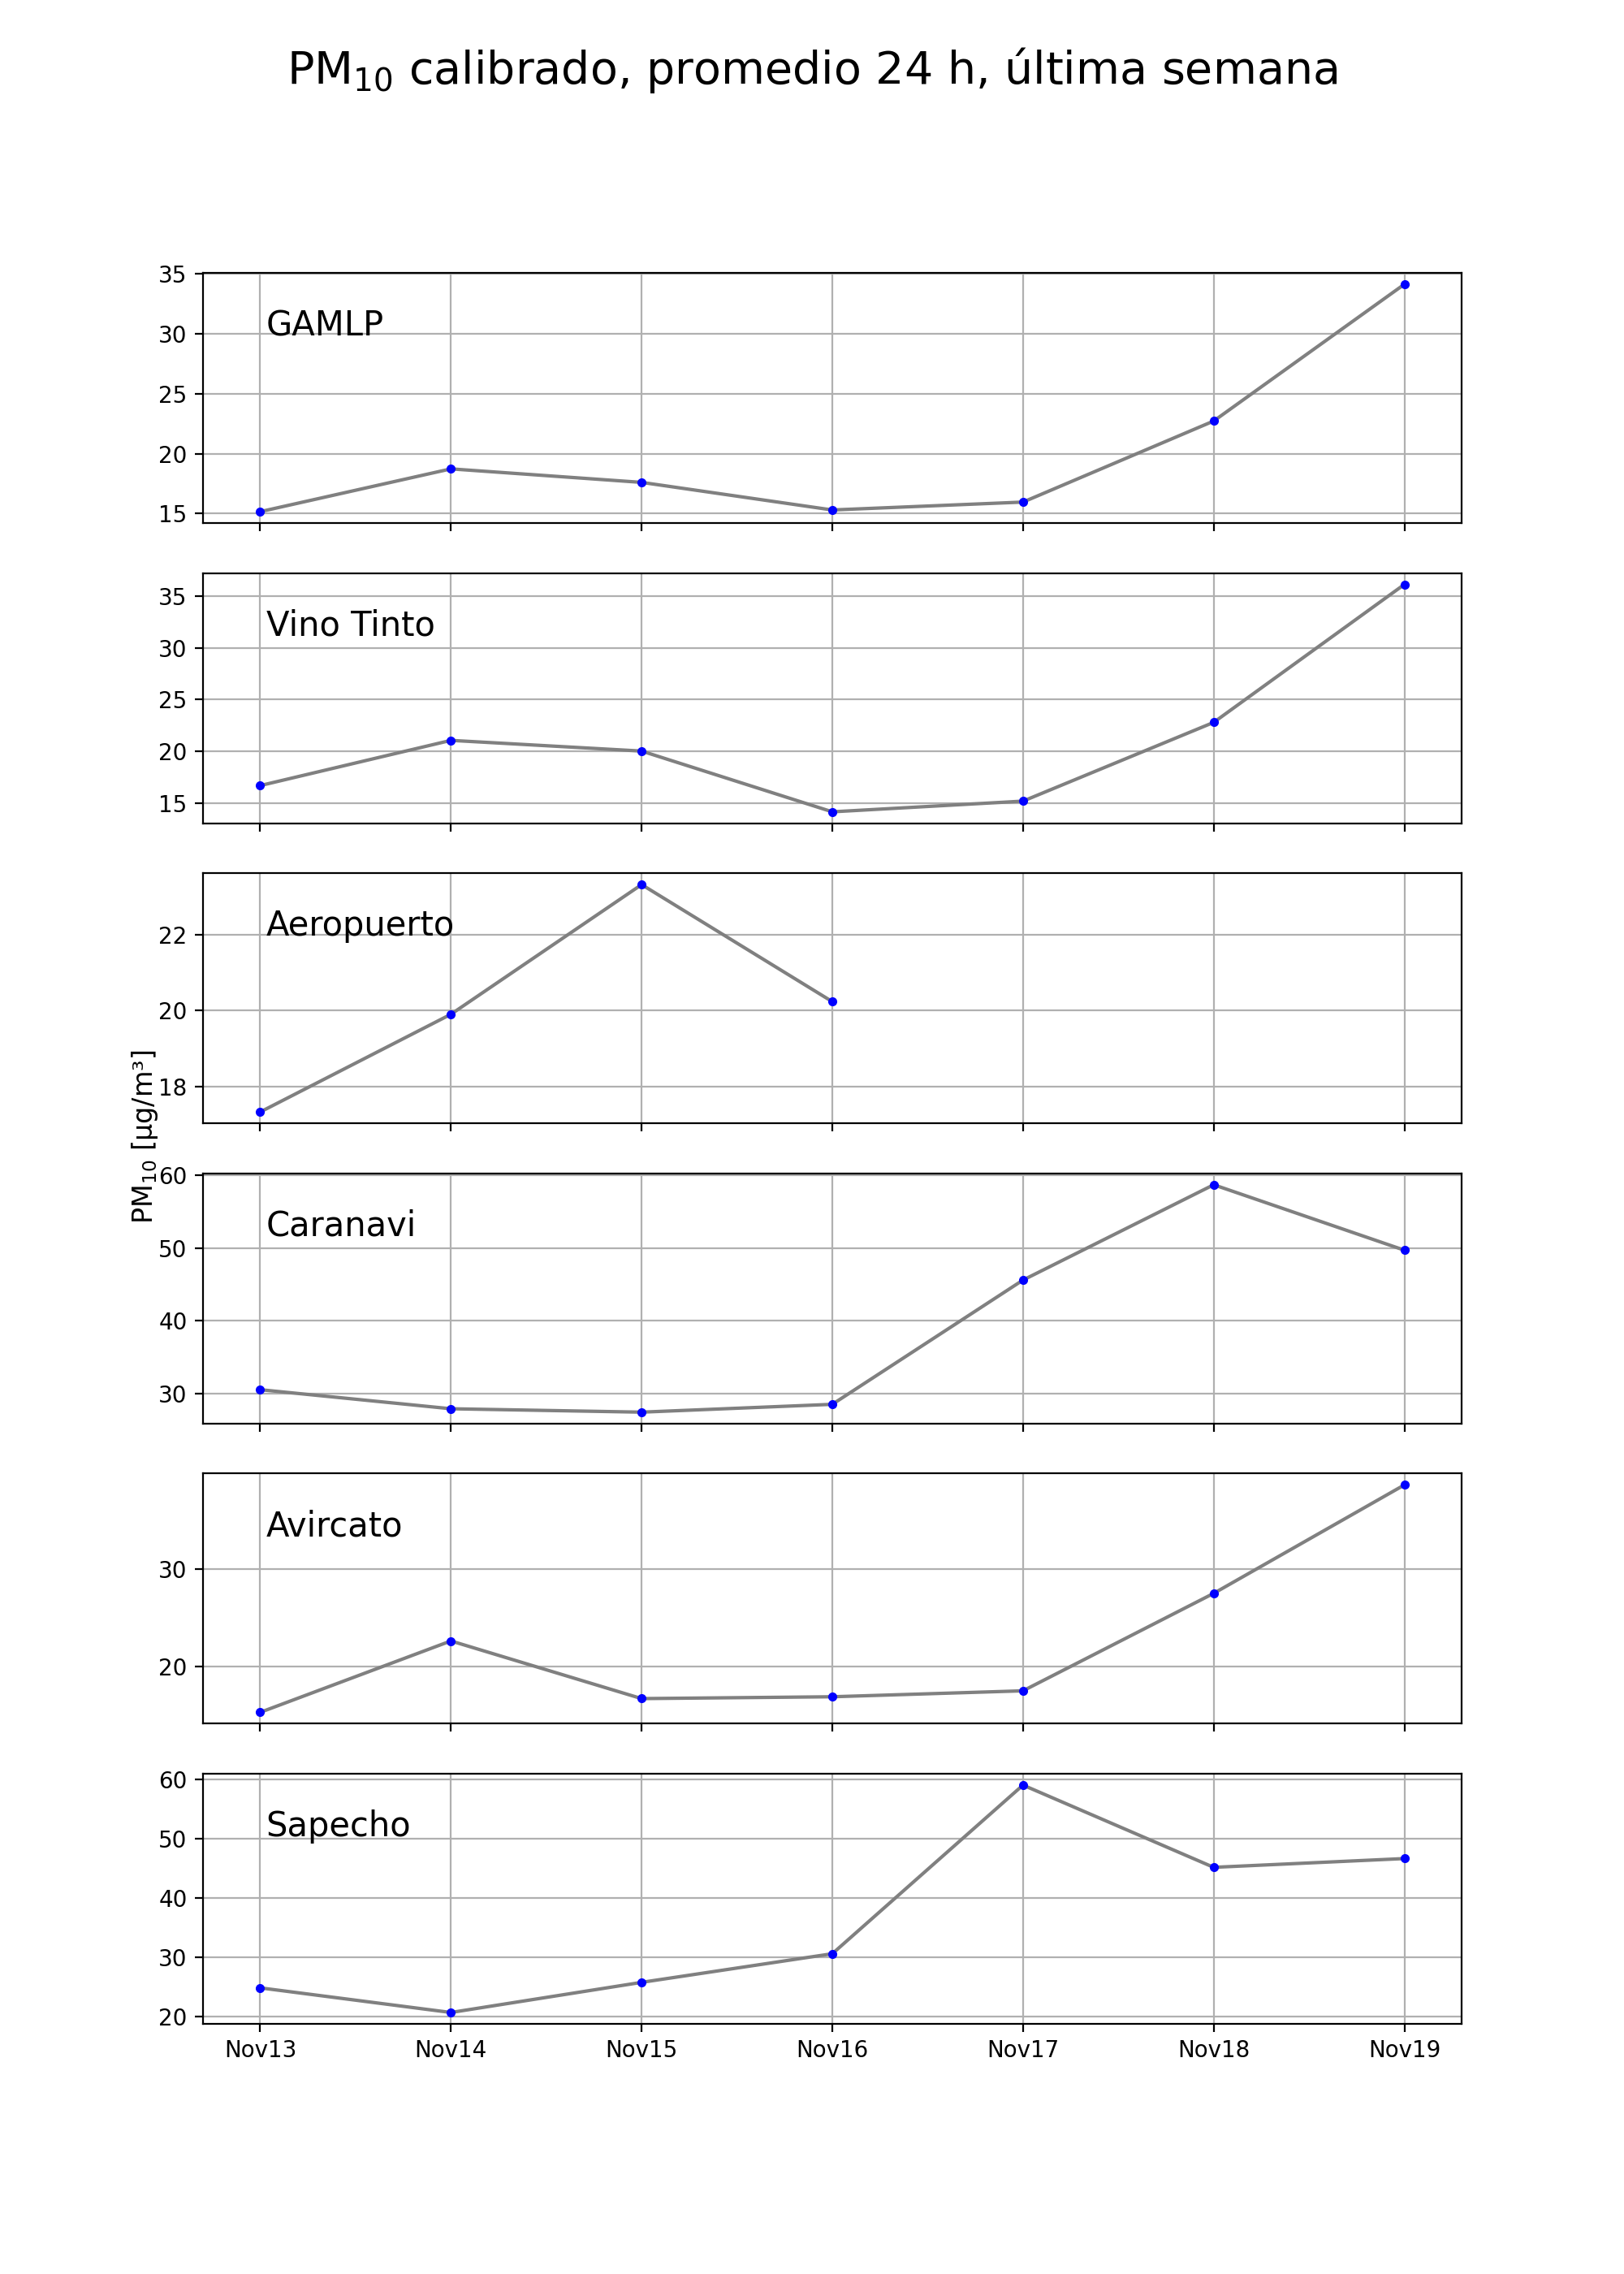 PM₁₀ calibrado, promedio 24 h, última semana
PM₁₀ [µg/m³]
GAMLP
35
30
25
20
15
Vino Tinto
35
30
25
20
15
Aeropuerto
22
20
18
Caranavi
60
50
40
30
Avircato
30
20
Sapecho
60
50
40
30
20
Nov13 Nov14 Nov15 Nov16 Nov17 Nov18 Nov19